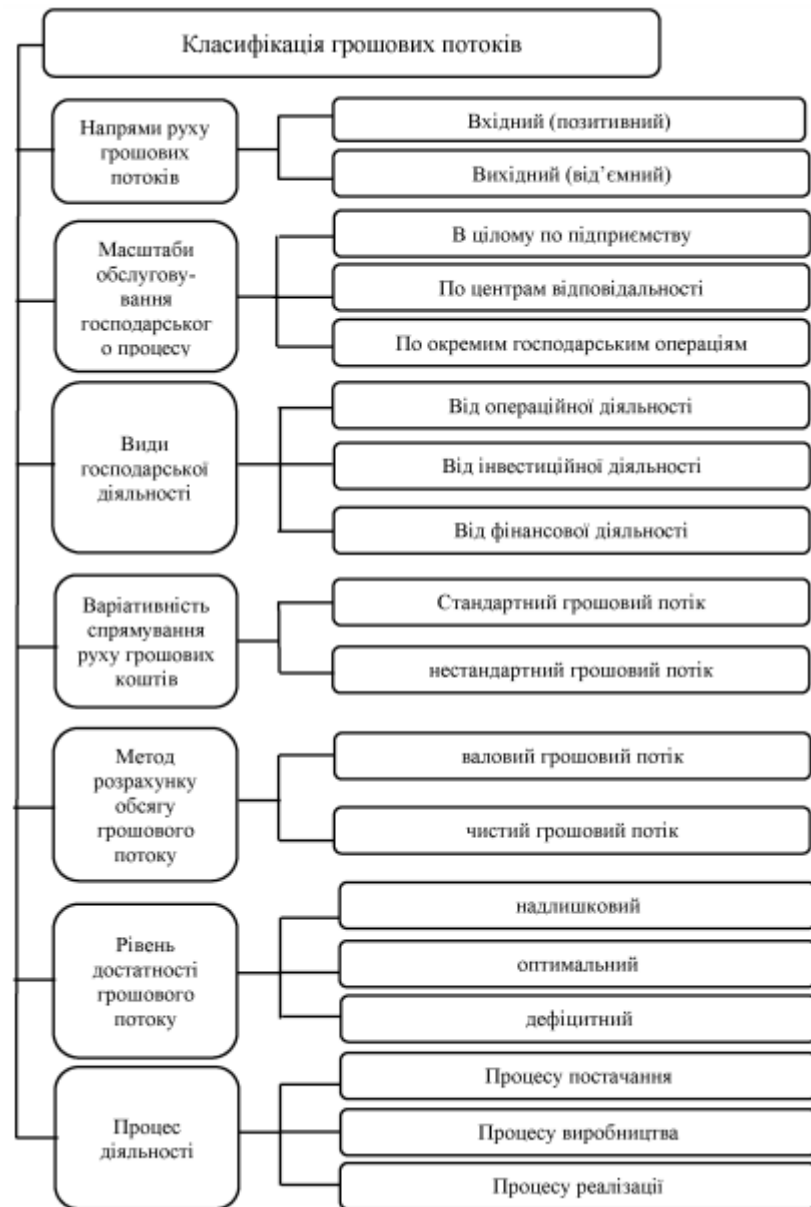 Класифікація грошових потоків
Напрями руху
грошових
потоків
Вхідний (позитивний)
Вихідний (від’ємний)
Масштаби
обслугову-
вання
господарськог
о процесу
В цілому по підприємству
По центрам відповідальності
По окремим господарським операціям
Види
господарської
діяльності
Від операційної діяльності
Від інвестиційної діяльності
Від фінансової діяльності
Варіативність
спрямування
руху грошових
коштів
Стандартний грошовий потік
нестандартний грошовий потік
Метод
розрахунку
обсягу
грошового
потоку
валовий грошовий потік
чистий грошовий потік
Рівень
достатності
грошового
потоку
надлишковий
оптимальний
дефіцитний
Процес
діяльності
Процесу постачання
Процесу виробництва
Процесу реалізації